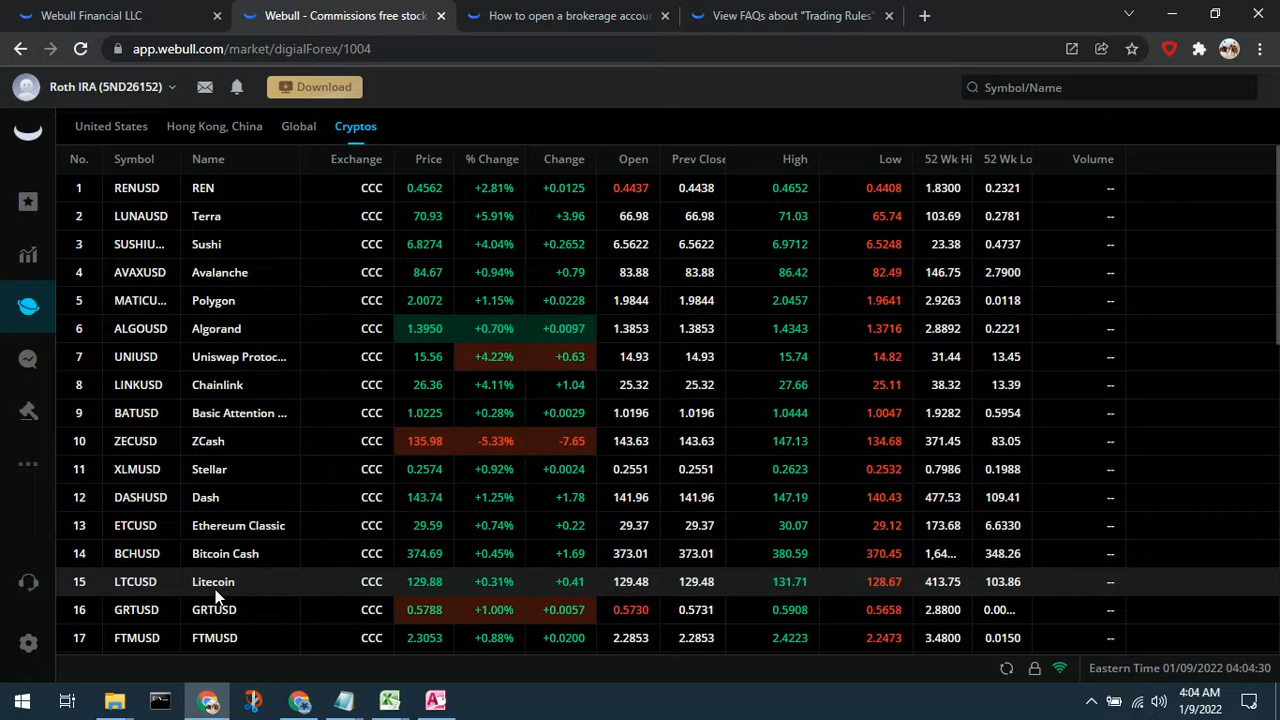 Webull Financial LLC
Webull - Commissions free stock
How to open a brokerage accou
View FAQs about "Trading Rules"
app.webull.com/market/digialForex/1004
Roth IRA (5ND26152) Download Symbol/Name
United States Hong Kong, China Global Cryptos
No. Symbol Name Exchange Price % Change Change Open Prev Close High Low 52 Wk Hi 52 Wk Lo Volume
1 RENUSD REN CCC 0.4562 +2.81% +0.0125 0.4437 0.4438 0.4652 0.4408 1.8300 0.2321 --
2 LUNAUSD Terra CCC 70.93 +5.91% +3.96 66.98 66.98 71.03 65.74 103.69 0.2781 --
3 SUSHIU... Sushi CCC 6.8274 +4.04% +0.2652 6.5622 6.5622 6.9712 6.5248 23.38 0.4737 --
4 AVAXUSD Avalanche CCC 84.67 +0.94% +0.79 83.88 83.88 86.42 82.49 146.75 2.7900 --
5 MATICU... Polygon CCC 2.0072 +1.15% +0.0228 1.9844 1.9844 2.0457 1.9641 2.9263 0.0118 --
6 ALGOUSD Algorand CCC 1.3950 +0.70% +0.0097 1.3853 1.3853 1.4343 1.3716 2.8892 0.2221 --
7 UNIUSD Uniswap Protoc... CCC 15.56 +4.22% +0.63 14.93 14.93 15.74 14.82 31.44 13.45 --
8 LINKUSD Chainlink CCC 26.36 +4.11% +1.04 25.32 25.32 27.66 25.11 38.32 13.39 --
9 BATUSD Basic Attention ... CCC 1.0225 +0.28% +0.0029 1.0196 1.0196 1.0444 1.0047 1.9282 0.5954 --
10 ZECUSD ZCash CCC 135.98 -5.33% -7.65 143.63 143.63 147.13 134.68 371.45 83.05 --
11 XLMUSD Stellar CCC 0.2574 +0.92% +0.0024 0.2551 0.2551 0.2623 0.2532 0.7986 0.1988 --
12 DASHUSD Dash CCC 143.74 +1.25% +1.78 141.96 141.96 147.19 140.43 477.53 109.41 --
13 ETCUSD Ethereum Classic CCC 29.59 +0.74% +0.22 29.37 29.37 30.07 29.12 173.68 6.6330 --
14 BCHUSD Bitcoin Cash CCC 374.69 +0.45% +1.69 373.01 373.01 380.59 370.45 1,64... 348.26 --
15 LTCUSD Litecoin CCC 129.88 +0.31% +0.41 129.48 129.48 131.71 128.67 413.75 103.86 --
16 GRTUSD GRTUSD CCC 0.5788 +1.00% +0.0057 0.5730 0.5731 0.5908 0.5658 2.8800 0.00... --
17 FTMUSD FTMUSD CCC 2.3053 +0.88% +0.0200 2.2853 2.2853 2.4223 2.2473 3.4800 0.0150 --
Eastern Time 01/09/2022 04:04:30
4:04 AM
1/9/2022